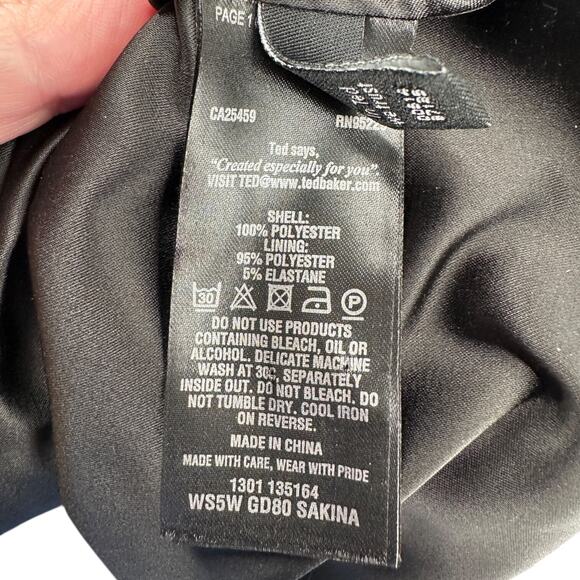 PAGE 1
CA25459 RN9522
Ted says,
"Created especially for you".
VISIT TED@www.tedbaker.com
SHELL:
100% POLYESTER
LINING:
95% POLYESTER
5% ELASTANE
30 P
DO NOT USE PRODUCTS
CONTAINING BLEACH, OIL OR
ALCOHOL. DELICATE MACHINE
WASH AT 30C, SEPARATELY
INSIDE OUT. DO NOT BLEACH. DO
NOT TUMBLE DRY. COOL IRON
ON REVERSE.
MADE IN CHINA
MADE WITH CARE, WEAR WITH PRIDE
1301 135164
WS5W GD80 SAKINA